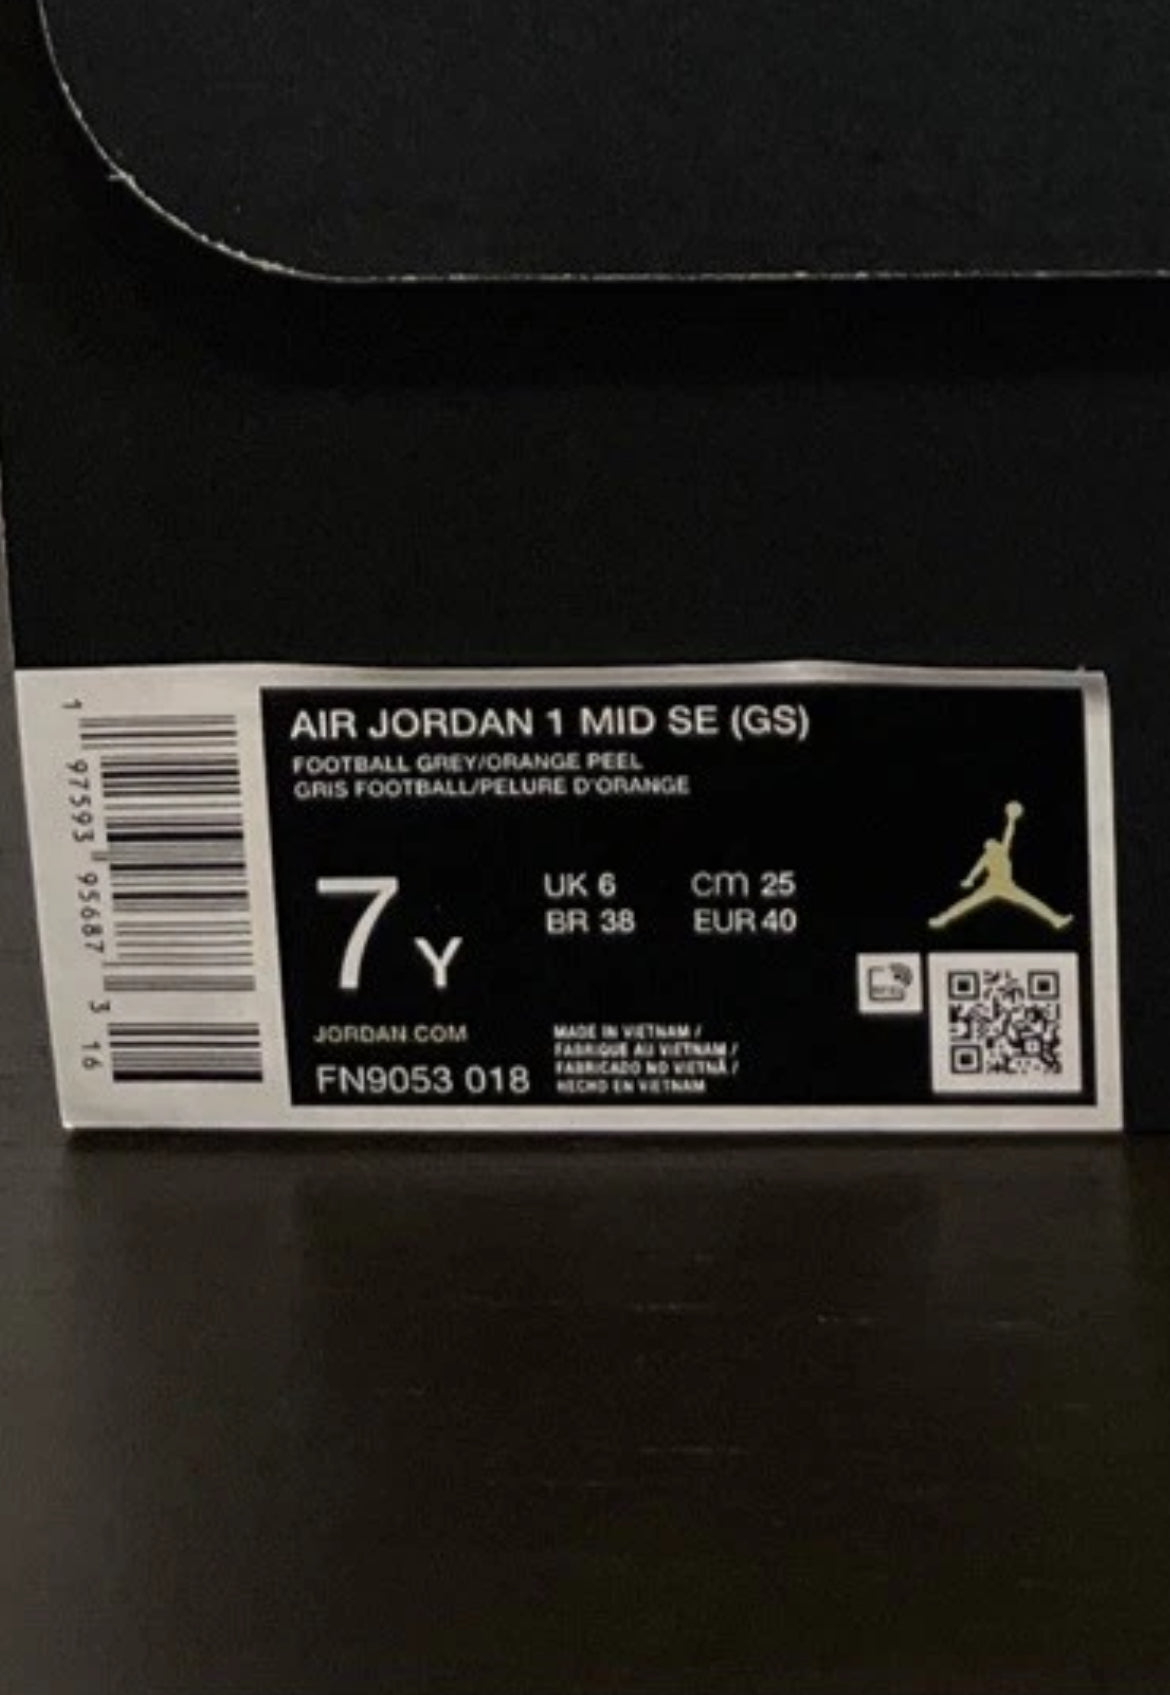 AIR JORDAN 1 MID SE (GS)
FOOTBALL GREY/ORANGE PEEL
GRIS FOOTBALL/PELURE D'ORANGE
7 Y
UK 6 cm 25
BR 38 EUR 40
JORDAN.COM
FN9053 018
MADE IN VIETNAM /
FABRIQUE AU VIETNAM /
FABRICADO NO VIETNÃ /
HECHO EN VIETNAM
1 97593 95687 3 16